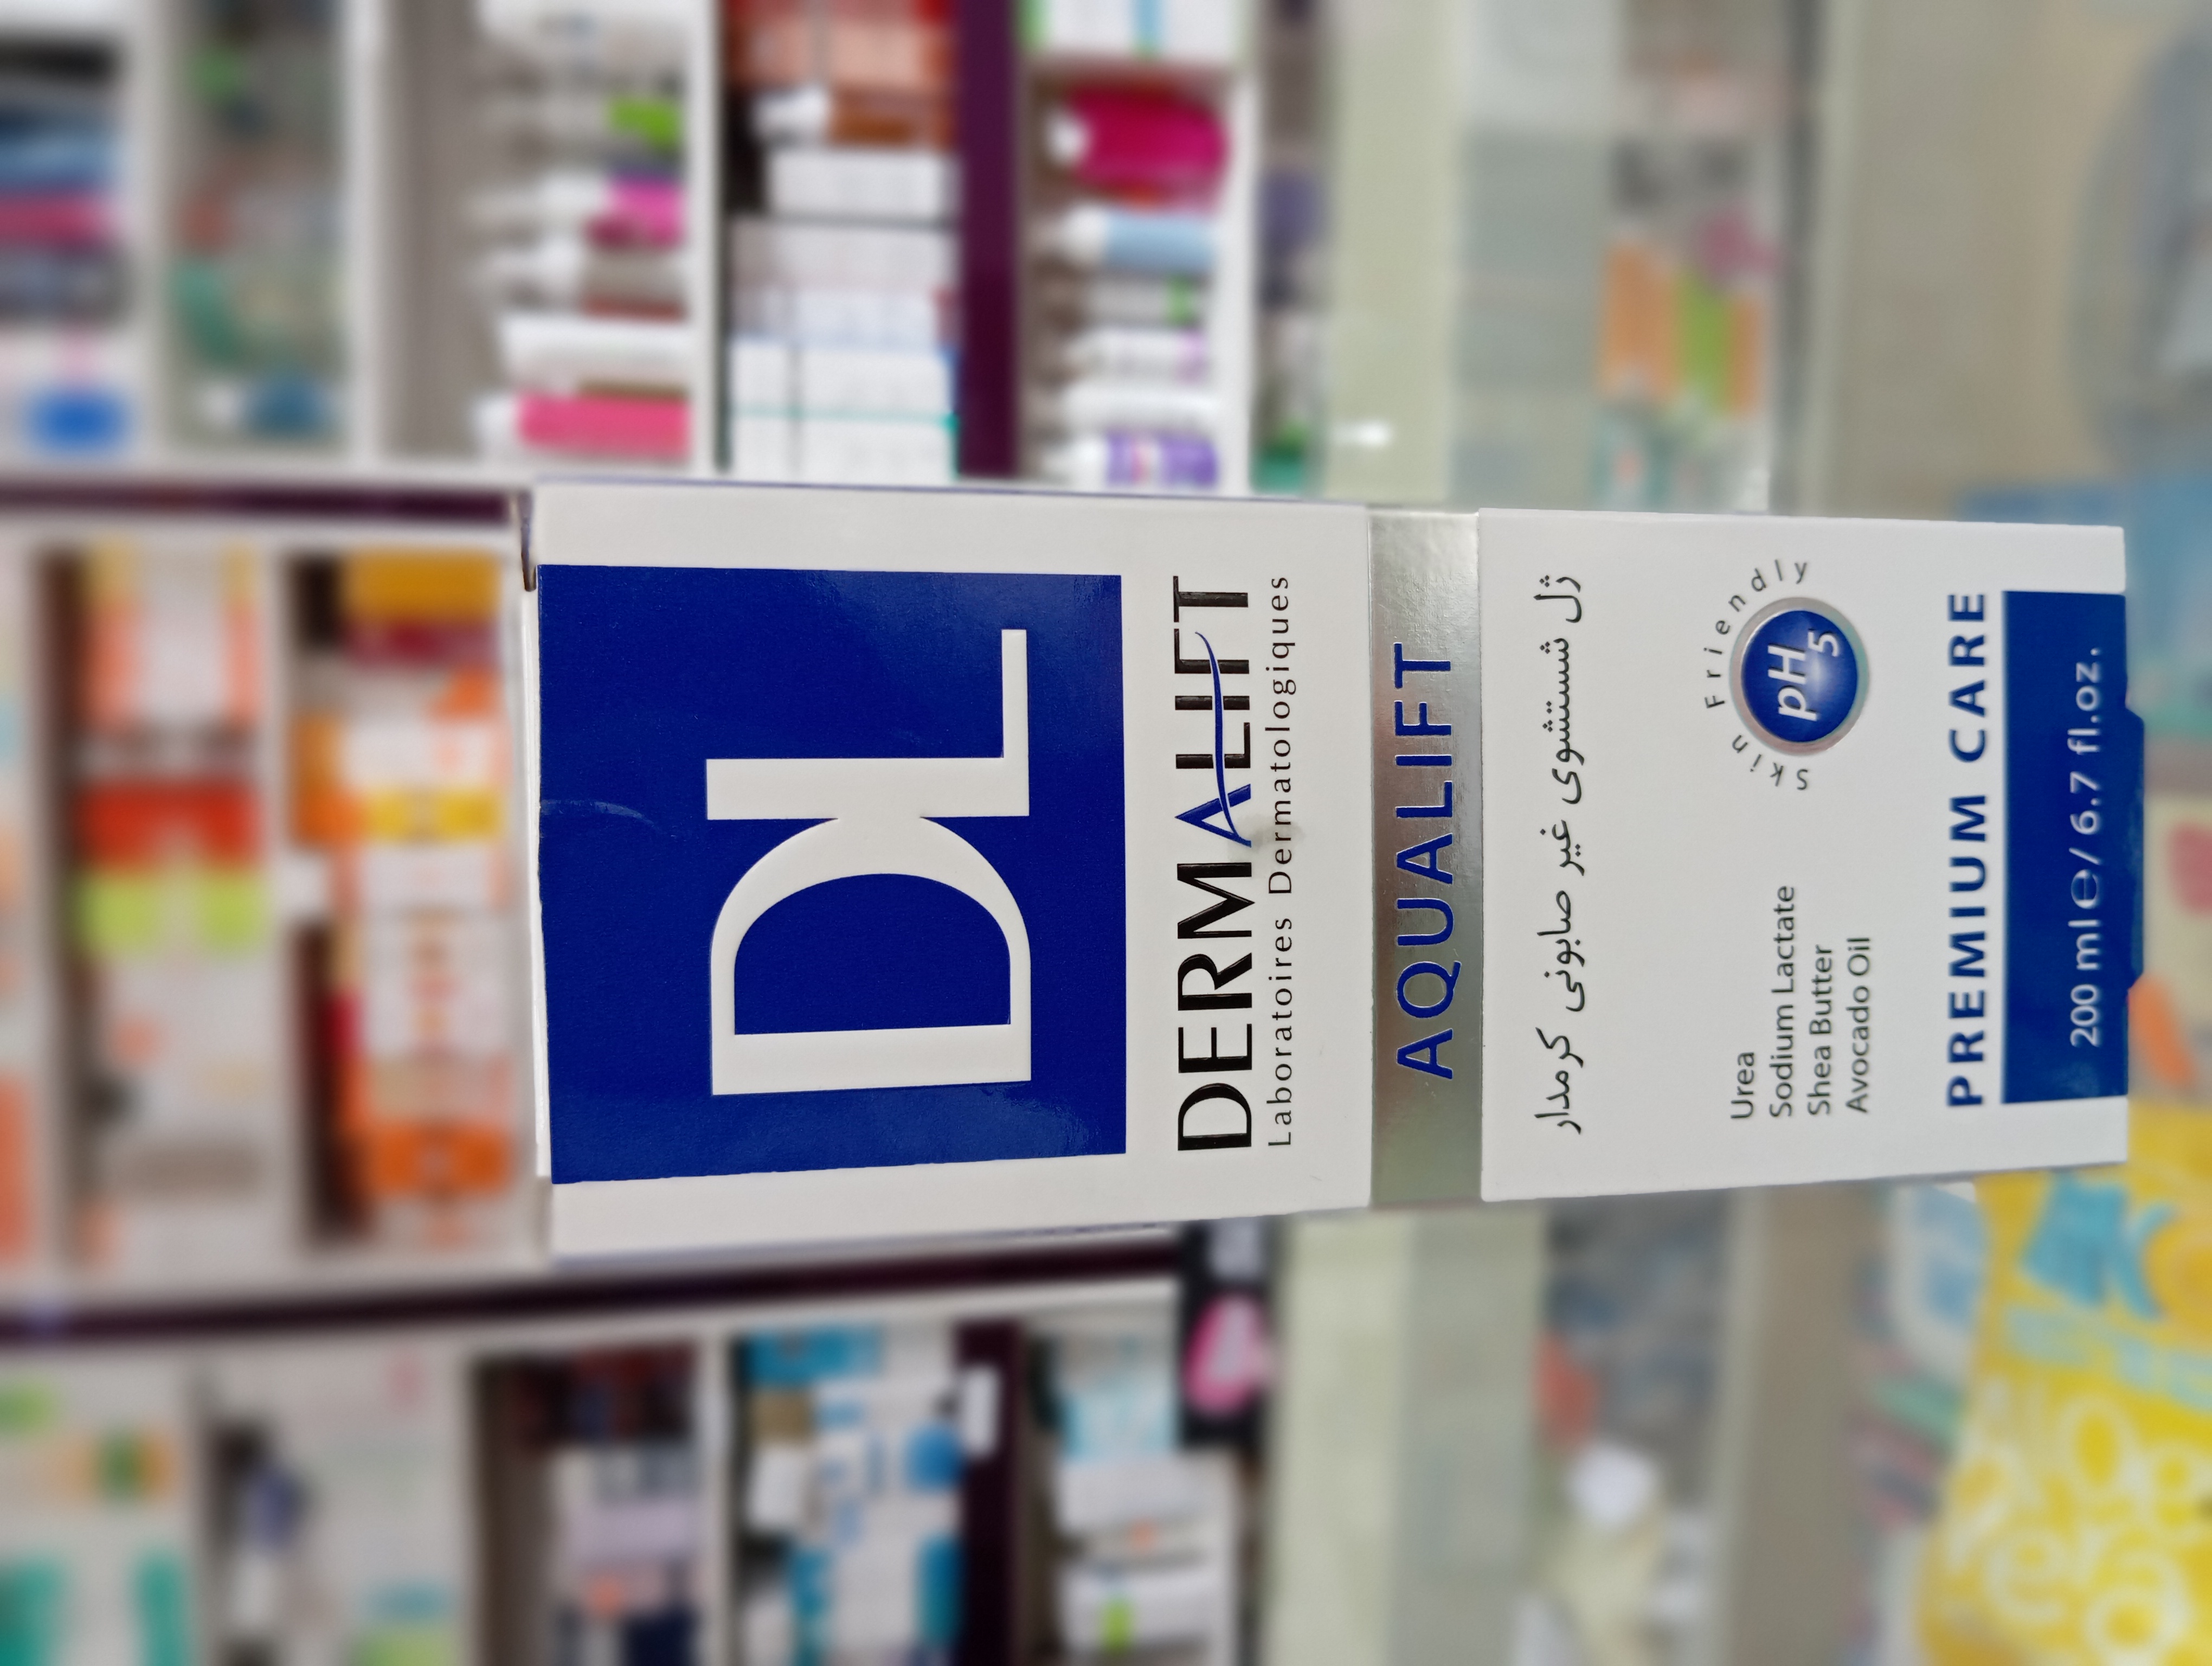 DL
DERMALIFT
Laboratoires Dermatologiques
AQUALIFT
ژل شستشوی غیر صابونی کرمدار
Skin Friendly
pH 5
Urea
Sodium Lactate
Shea Butter
Avocado Oil
PREMIUM CARE
200 ml ℮/ 6.7 fl.oz.